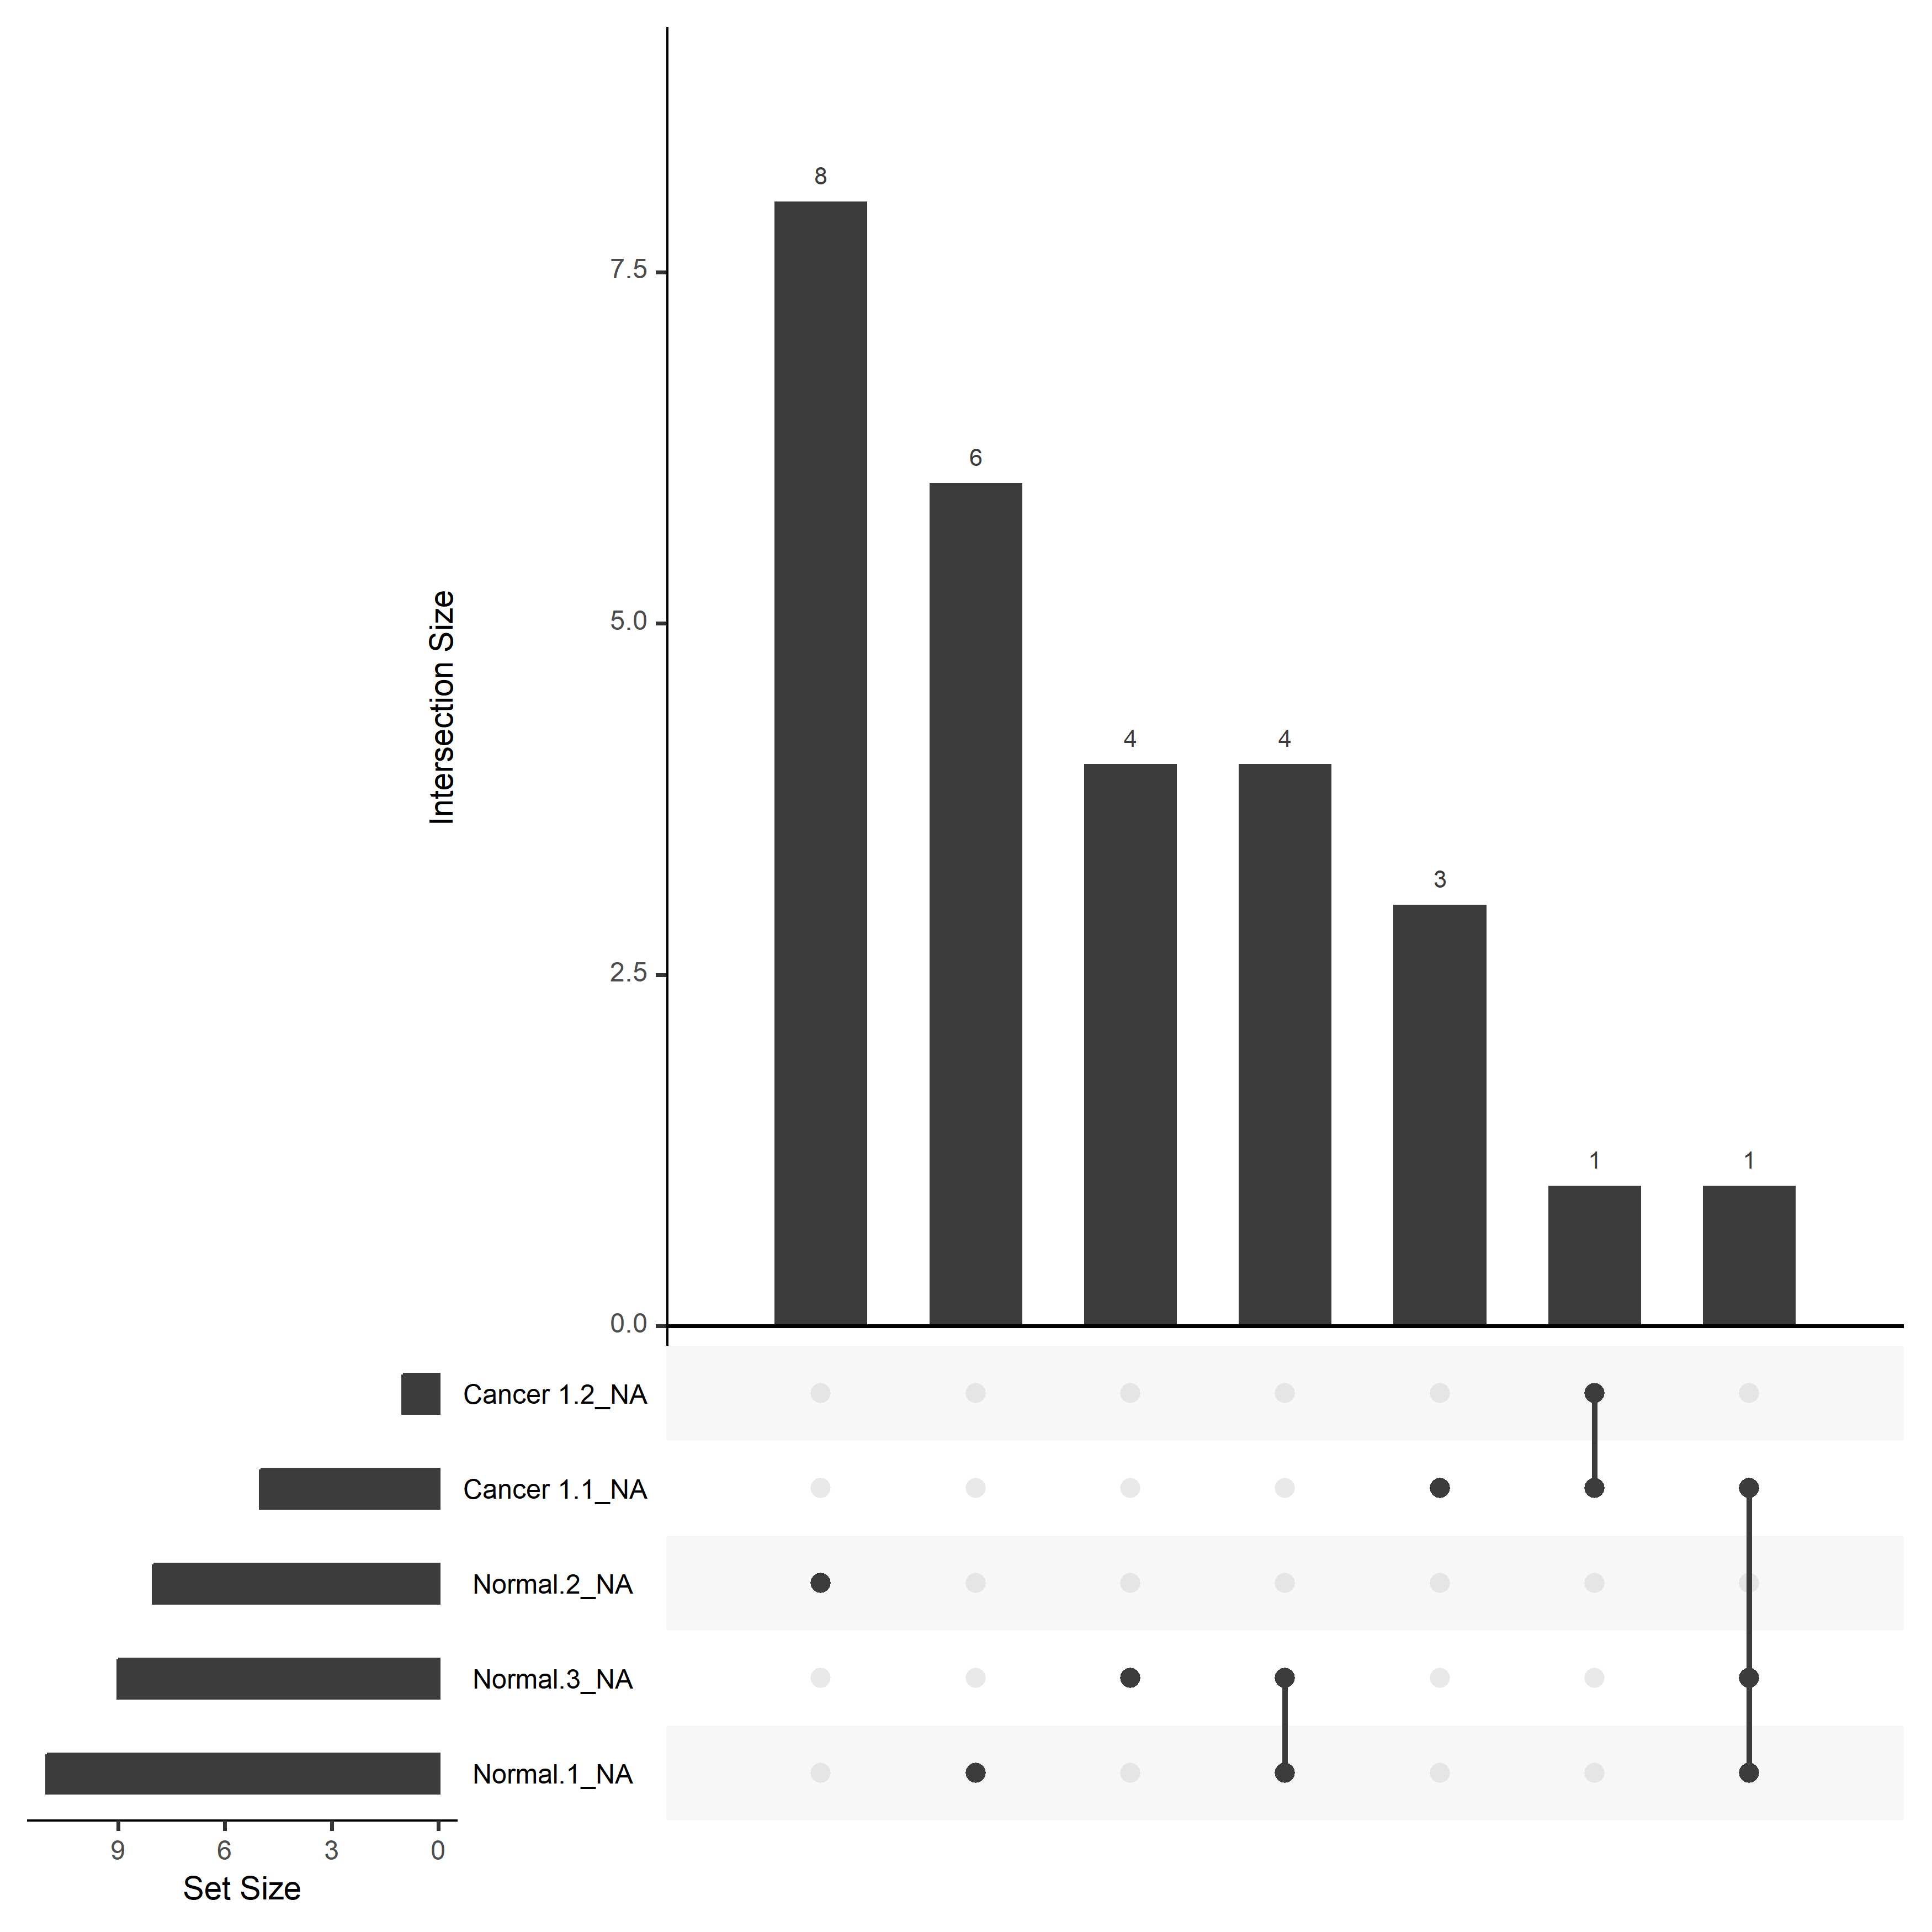 8
7.5
6
5.0
Intersection Size
4
4
3
2.5
1
1
0.0
Cancer 1.2_NA
Cancer 1.1_NA
Normal.2_NA
Normal.3_NA
Normal.1_NA
9 6 3 0
Set Size